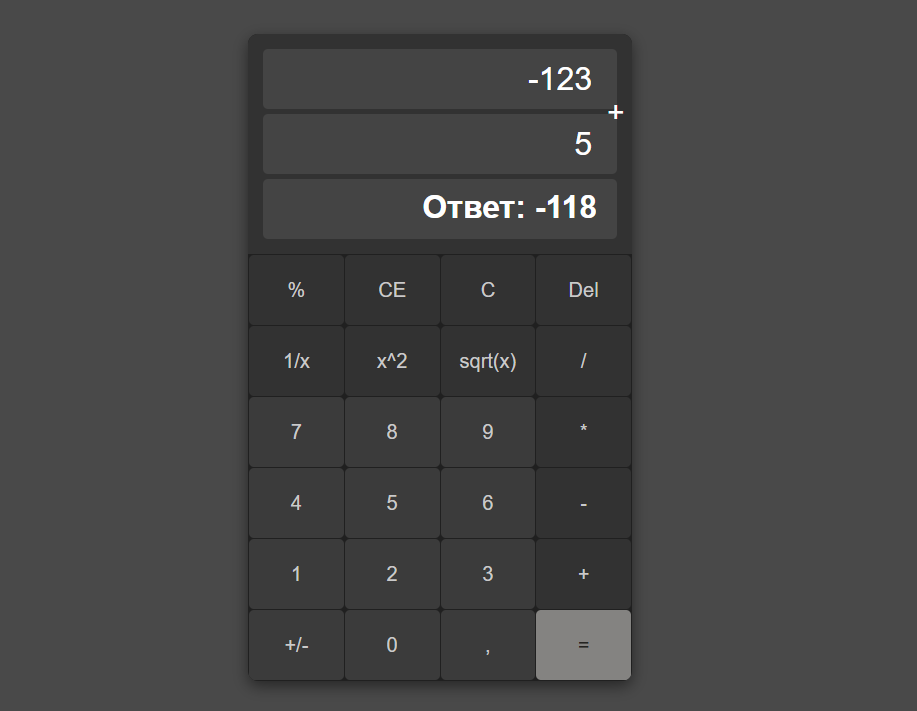 -123
+
5
Ответ: -118
% CE C Del
1/x x^2 sqrt(x) /
7 8 9 *
4 5 6 -
1 2 3 +
+/- 0 , =